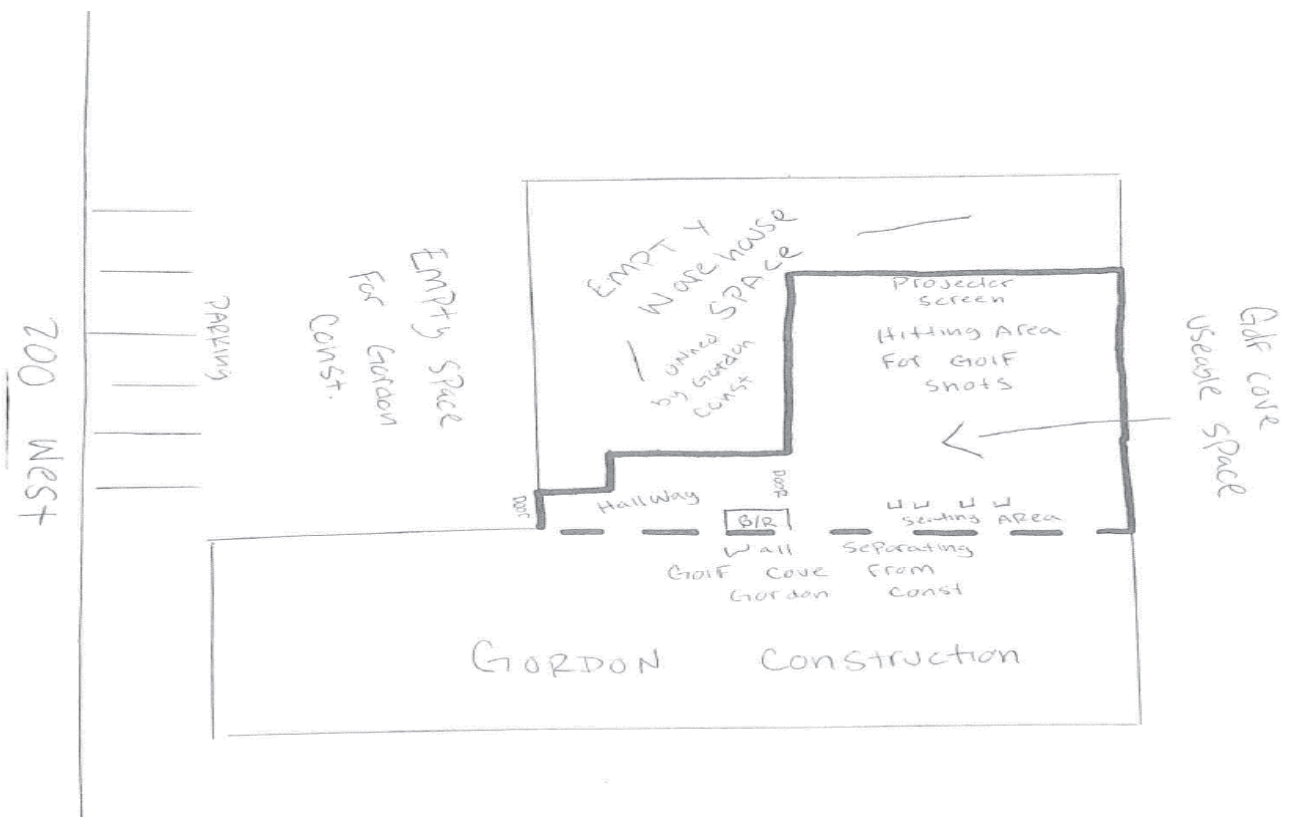 200 West
PARKING
EMPty SPace
For Gordon
Const.
EMPTY
Warehouse
SPACe
owned
by Gordon
Const
Projector
screen
Hitting Area
For GolF
shots
Golf cove
useable space
HallWay
Door
Door
B/R
Seating Area
Wall Separating
GolF Cove From
Gordon Const
GORDON Construction